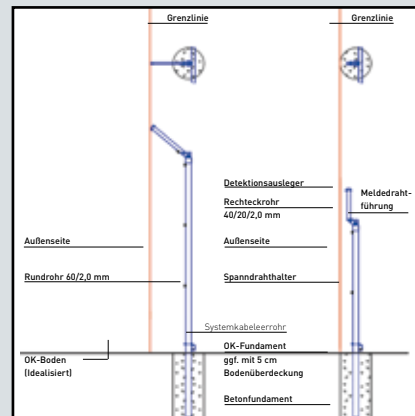 Grenzlinie
Grenzlinie
Detektionsausleger
Rechteckrohr
40/20/2,0 mm
Meldedraht-
führung
Außenseite
Außenseite
Rundrohr 60/2,0 mm
Spanndrahthalter
Systemkabelleerrohr
OK-Boden
(Idealisiert)
OK-Fundament
ggf. mit 5 cm
Bodenüberdeckung
Betonfundament